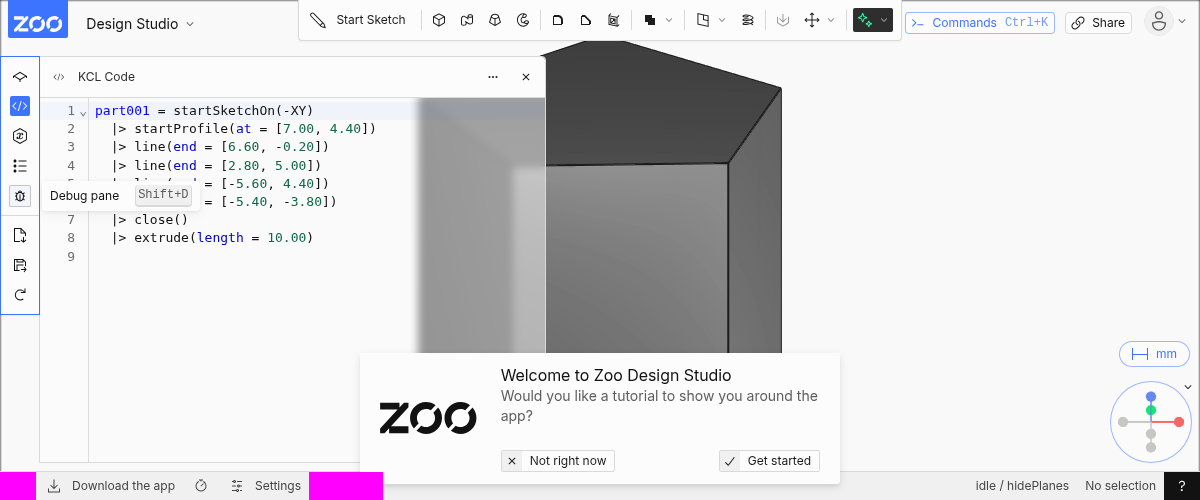 ZOO
Design Studio
Start Sketch
Commands Ctrl+K
Share
KCL Code
1 part001 = startSketchOn(-XY)
2 |> startProfile(at = [7.00, 4.40])
3 |> line(end = [6.60, -0.20])
4 |> line(end = [2.80, 5.00])
= [-5.60, 4.40])
Debug pane Shift+D
= [-5.40, -3.80])
7 |> close()
8 |> extrude(length = 10.00)
9
mm
Welcome to Zoo Design Studio
Would you like a tutorial to show you around the
app?
ZOO
Not right now
Get started
Download the app
Settings
idle / hidePlanes
No selection
?